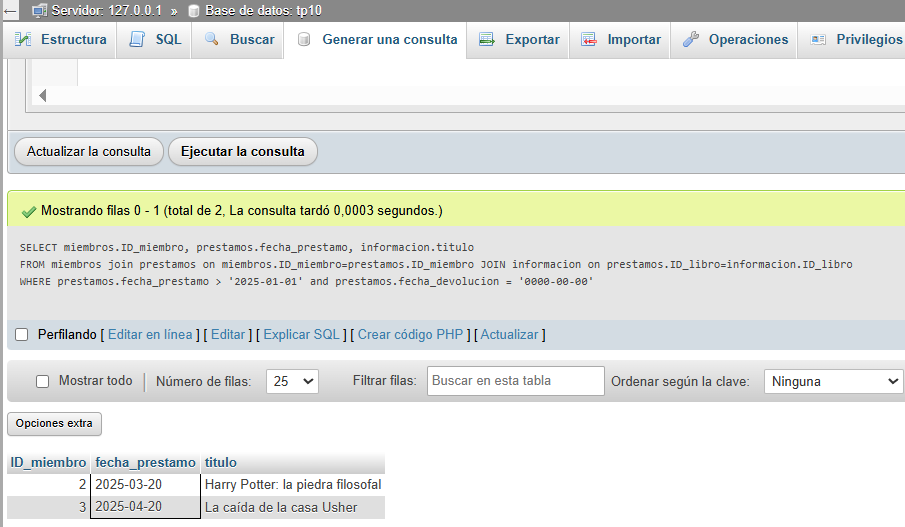 ← Servidor: 127.0.0.1 » Base de datos: tp10
Estructura SQL Buscar Generar una consulta Exportar Importar Operaciones Privilegios
Actualizar la consulta Ejecutar la consulta
Mostrando filas 0 - 1 (total de 2, La consulta tardó 0,0003 segundos.)
SELECT miembros.ID_miembro, prestamos.fecha_prestamo, informacion.titulo
FROM miembros join prestamos on miembros.ID_miembro=prestamos.ID_miembro JOIN informacion on prestamos.ID_libro=informacion.ID_libro
WHERE prestamos.fecha_prestamo > '2025-01-01' and prestamos.fecha_devolucion = '0000-00-00'
Perfilando [ Editar en línea ] [ Editar ] [ Explicar SQL ] [ Crear código PHP ] [ Actualizar ]
Mostrar todo Número de filas: 25 Filtrar filas: Buscar en esta tabla Ordenar según la clave: Ninguna
Opciones extra
ID_miembro fecha_prestamo titulo
2 2025-03-20 Harry Potter: la piedra filosofal
3 2025-04-20 La caída de la casa Usher